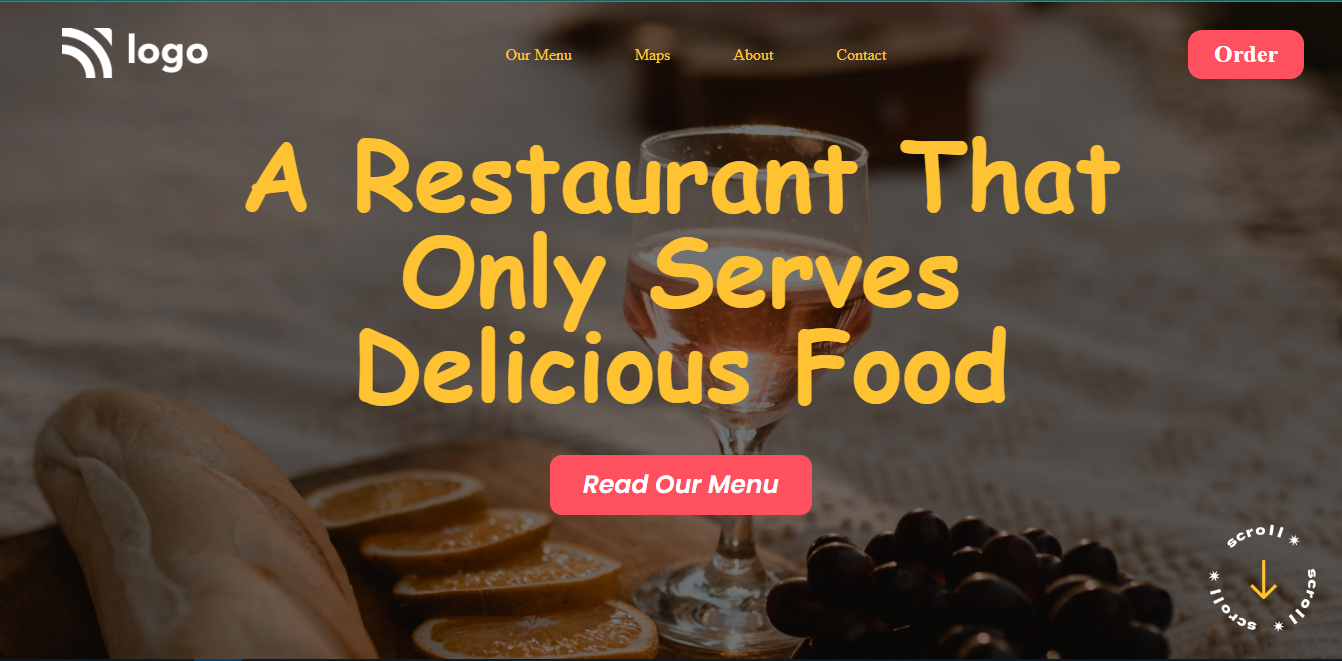 logo
Our Menu Maps About Contact
Order
A Restaurant That
Only Serves
Delicious Food
Read Our Menu
scroll * scroll * scroll *